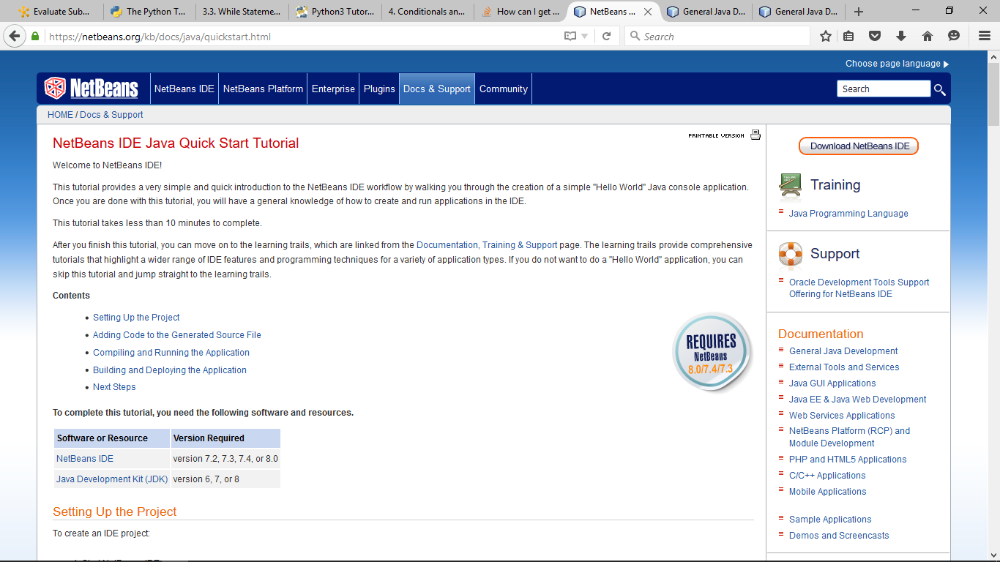 Evaluate Sub...
The Python T...
3.3. While Stateme...
Python3 Tutor...
4. Conditionals an...
How can I get ...
NetBeans ...
General Java D...
General Java D...
https://netbeans.org/kb/docs/java/quickstart.html
Search
Choose page language
NetBeans
NetBeans IDE
NetBeans Platform
Enterprise
Plugins
Docs & Support
Community
Search
HOME / Docs & Support
NetBeans IDE Java Quick Start Tutorial
PRINTABLE VERSION
Welcome to NetBeans IDE!
This tutorial provides a very simple and quick introduction to the NetBeans IDE workflow by walking you through the creation of a simple "Hello World" Java console application.
Once you are done with this tutorial, you will have a general knowledge of how to create and run applications in the IDE.
This tutorial takes less than 10 minutes to complete.
After you finish this tutorial, you can move on to the learning trails, which are linked from the Documentation, Training & Support page. The learning trails provide comprehensive
tutorials that highlight a wider range of IDE features and programming techniques for a variety of application types. If you do not want to do a "Hello World" application, you can
skip this tutorial and jump straight to the learning trails.
Contents
Setting Up the Project
Adding Code to the Generated Source File
Compiling and Running the Application
Building and Deploying the Application
Next Steps
REQUIRES
NetBeans
8.0/7.4/7.3
To complete this tutorial, you need the following software and resources.
Software or Resource Version Required
NetBeans IDE version 7.2, 7.3, 7.4, or 8.0
Java Development Kit (JDK) version 6, 7, or 8
Setting Up the Project
To create an IDE project:
Download NetBeans IDE
Training
Java Programming Language
Support
Oracle Development Tools Support
Offering for NetBeans IDE
Documentation
General Java Development
External Tools and Services
Java GUI Applications
Java EE & Java Web Development
Web Services Applications
NetBeans Platform (RCP) and
Module Development
PHP and HTML5 Applications
C/C++ Applications
Mobile Applications
Sample Applications
Demos and Screencasts